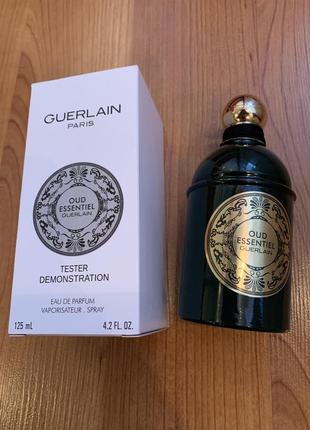 GUERLAIN
PARIS
OUD
ESSENTIEL
GUERLAIN
TESTER
DEMONSTRATION
EAU DE PARFUM
VAPORISATEUR . SPRAY
125 mL 4.2 FL. OZ.
OUD
ESSENTIEL
GUERLAIN